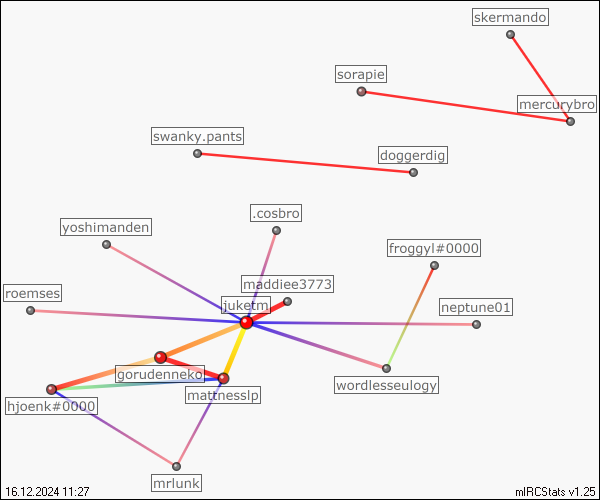 skermando
sorapie
mercurybro
swanky.pants
doggerdig
.cosbro
yoshimanden
froggyl#0000
maddiee3773
roemses
juketm
neptune01
gorudenneko
wordlesseulogy
mattnesslp
hjoenk#0000
mrlunk
16.12.2024 11:27
mIRCStats v1.25